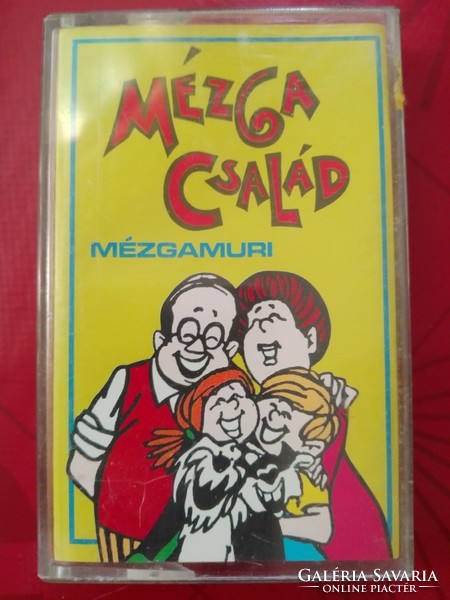 MÉZGA
CSALÁD
MÉZGAMURI
GALÉRIA SAVARIA
ONLINE PIACTÉR